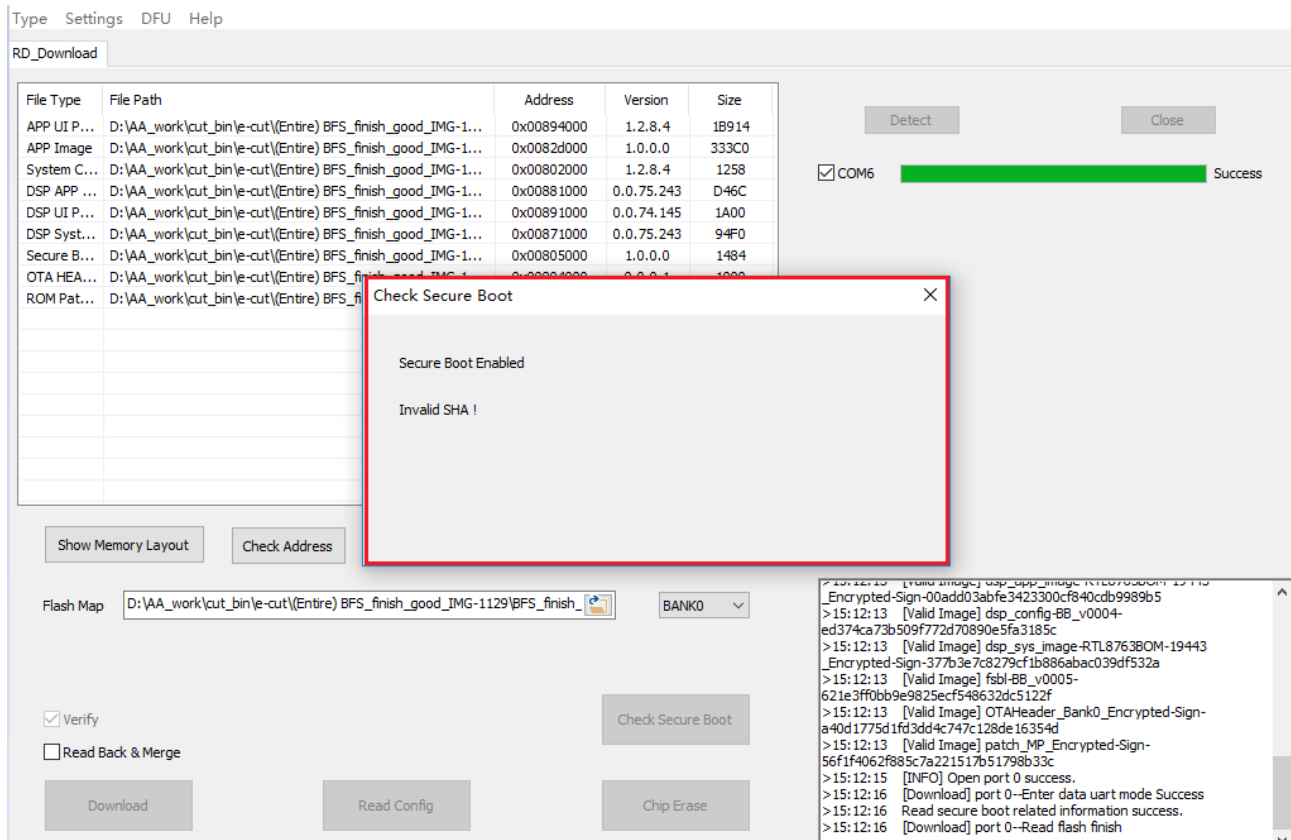 Type Settings DFU Help
RD_Download
File Type File Path Address Version Size
APP UI P... D:\AA_work\cut_bin\e-cut\(Entire) BFS_finish_good_IMG-1... 0x00894000 1.2.8.4 1B914
APP Image D:\AA_work\cut_bin\e-cut\(Entire) BFS_finish_good_IMG-1... 0x0082d000 1.0.0.0 333C0
System C... D:\AA_work\cut_bin\e-cut\(Entire) BFS_finish_good_IMG-1... 0x00802000 1.2.8.4 1258
DSP APP ... D:\AA_work\cut_bin\e-cut\(Entire) BFS_finish_good_IMG-1... 0x00881000 0.0.75.243 D46C
DSP UI P... D:\AA_work\cut_bin\e-cut\(Entire) BFS_finish_good_IMG-1... 0x00891000 0.0.74.145 1A00
DSP Syst... D:\AA_work\cut_bin\e-cut\(Entire) BFS_finish_good_IMG-1... 0x00871000 0.0.75.243 94F0
Secure B... D:\AA_work\cut_bin\e-cut\(Entire) BFS_finish_good_IMG-1... 0x00805000 1.0.0.0 1484
OTA HEA... D:\AA_work\cut_bin\e-cut\(Entire) BFS_finish_good_IMG-1...
ROM Pat... D:\AA_work\cut_bin\e-cut\(Entire) BFS_fi
Detect Close
COM6 Success
Check Secure Boot
Secure Boot Enabled
Invalid SHA !
Show Memory Layout Check Address
Flash Map D:\AA_work\cut_bin\e-cut\(Entire) BFS_finish_good_IMG-1129\BFS_finish_ BANK0
Verify
Check Secure Boot
Read Back & Merge
Download Read Config Chip Erase
>15:12:13 [Valid Image] dsp_app_image-RTL8763BOM-19443
_Encrypted-Sign-00add03abfe3423300cf840cdb9989b5
>15:12:13 [Valid Image] dsp_config-BB_v0004-
ed374ca73b509f772d70890e5fa3185c
>15:12:13 [Valid Image] dsp_sys_image-RTL8763BOM-19443
_Encrypted-Sign-377b3e7c8279cf1b886abac039df532a
>15:12:13 [Valid Image] fsbl-BB_v0005-
621e3ff0bb9e9825ecf548632dc5122f
>15:12:13 [Valid Image] OTAHeader_Bank0_Encrypted-Sign-
a40d1775d1fd3dd4c747c128de16354d
>15:12:13 [Valid Image] patch_MP_Encrypted-Sign-
56f1f4062f885c7a221517b51798b33c
>15:12:15 [INFO] Open port 0 success.
>15:12:16 [Download] port 0--Enter data uart mode Success
>15:12:16 Read secure boot related information success.
>15:12:16 [Download] port 0--Read flash finish